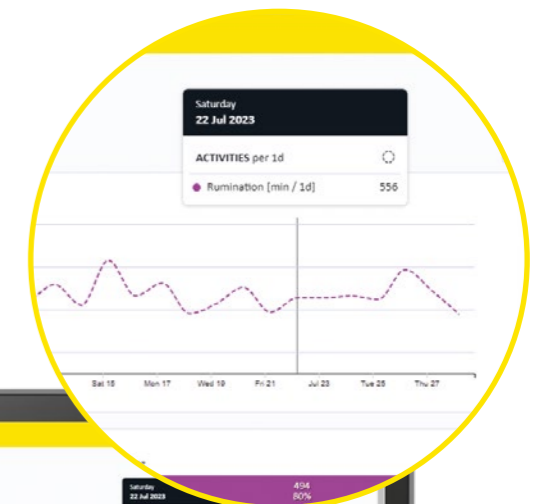 Saturday
22 Jul 2023
ACTIVITIES per 1d
Rumination [min / 1d] 556
Sat 15 Mon 17 Wed 19 Fri 21 Jul 23 Tue 25 Thu 27
Saturday 494
22 Jul 2023 80%